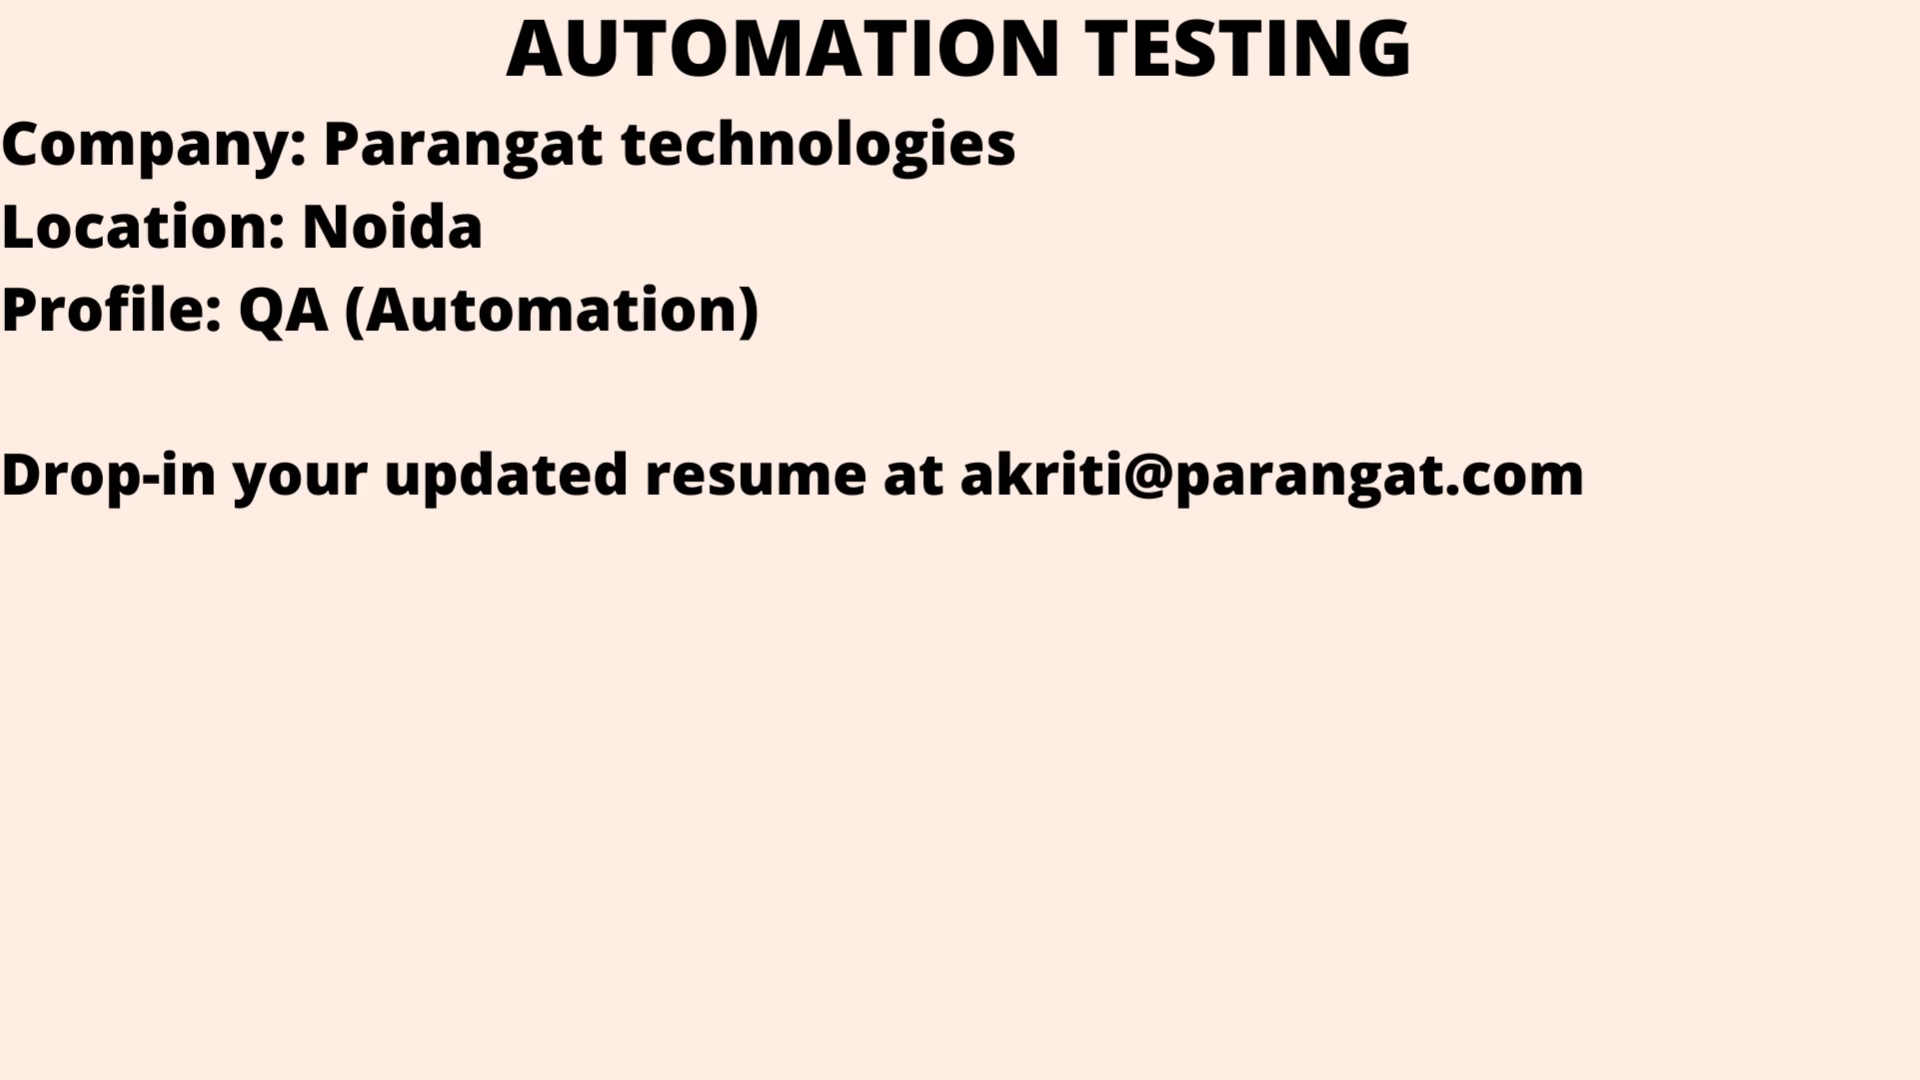 AUTOMATION TESTING
Company: Parangat technologies
Location: Noida
Profile: QA (Automation)
Drop-in your updated resume at akriti@parangat.com